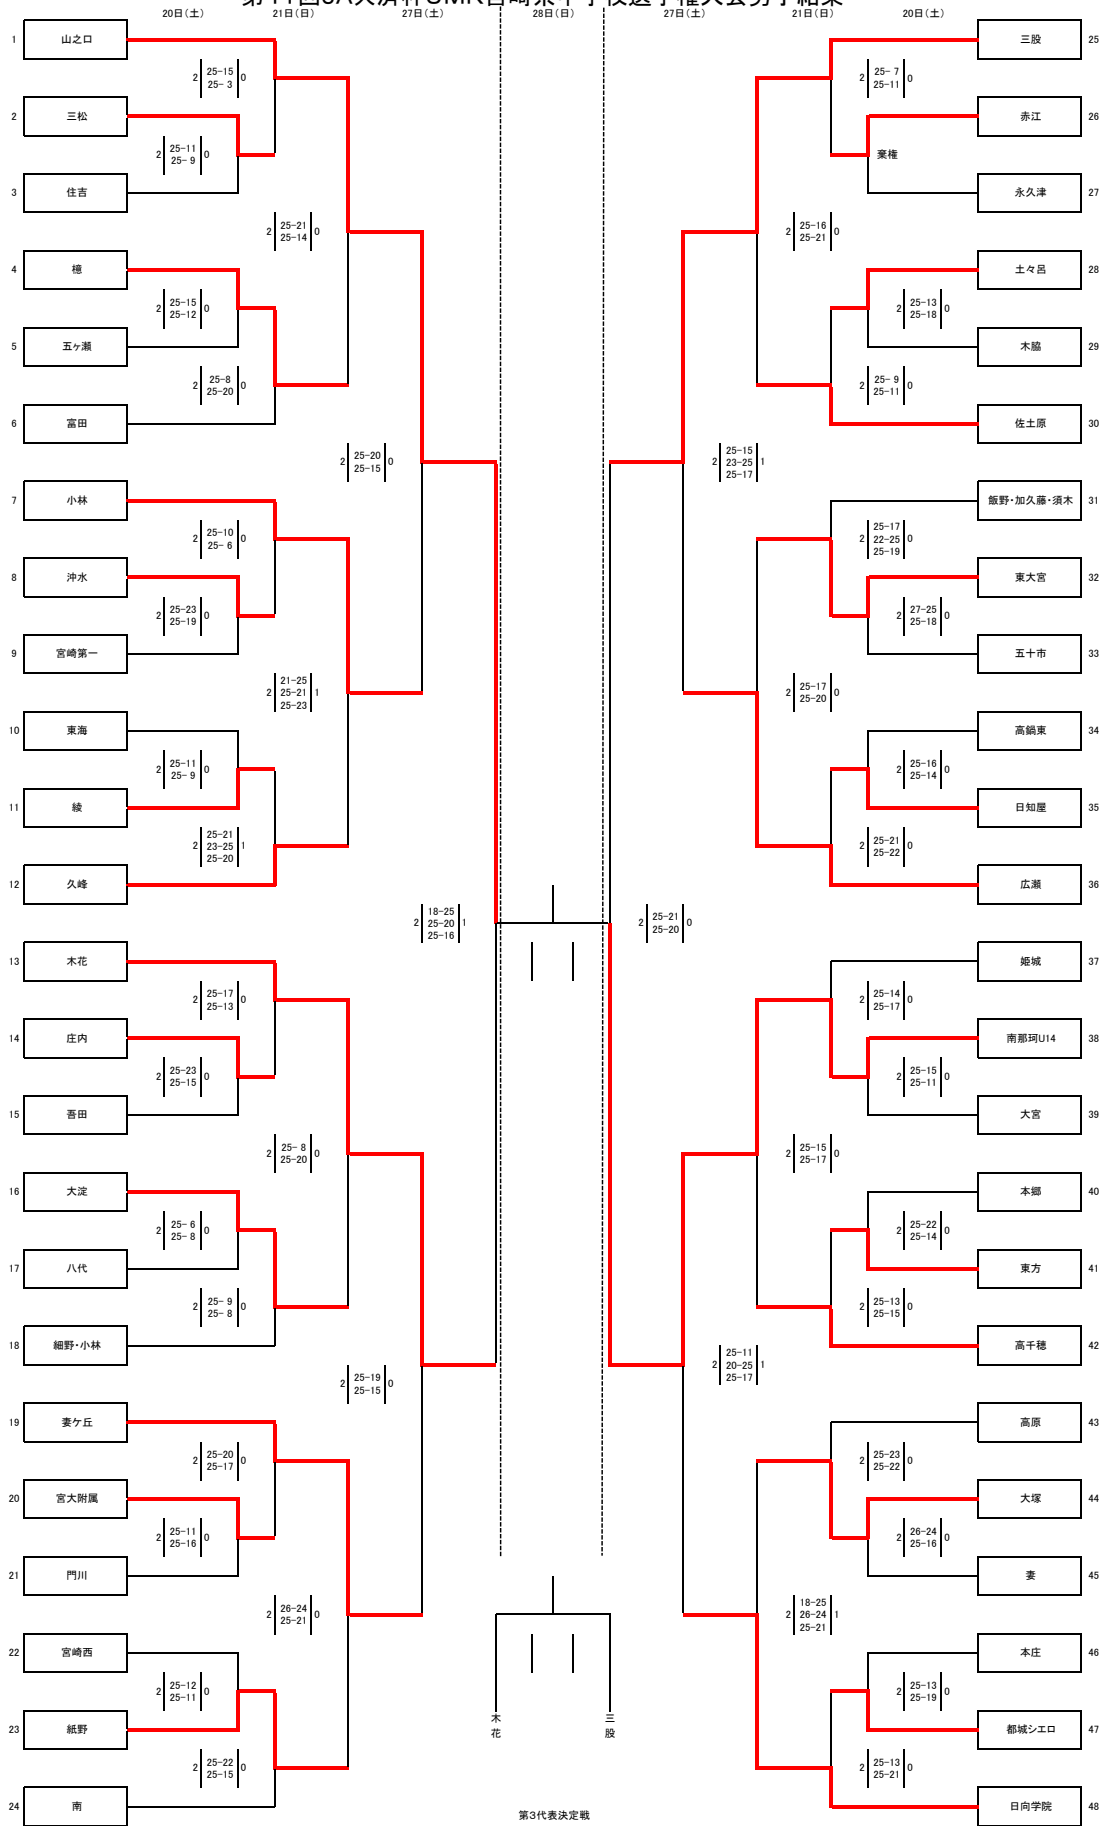 20日(土)
21日(日)
27日(土)
28日(日)
27日(土)
21日(日)
20日(土)
1 山之口
2 三松
3 住吉
4 檍
5 五ヶ瀬
6 富田
7 小林
8 沖水
9 宮崎第一
10 東海
11 綾
12 久峰
13 木花
14 庄内
15 吾田
16 大淀
17 八代
18 細野・小林
19 妻ケ丘
20 宮大附属
21 門川
22 宮崎西
23 紙野
24 南
2 25-15 0
25- 3
2 25-11 0
25- 9
2 25-21 0
25-14
2 25-15 0
25-12
2 25-8 0
25-20
2 25-20 0
25-15
2 25-10 0
25- 6
2 25-23 0
25-19
21-25
2 25-21 1
25-23
2 25-11 0
25- 9
25-21
2 23-25 1
25-20
18-25
2 25-20 1
25-16
2 25-17 0
25-13
2 25-23 0
25-15
2 25- 8 0
25-20
2 25- 6 0
25- 8
2 25- 9 0
25- 8
2 25-19 0
25-15
2 25-20 0
25-17
2 25-11 0
25-16
2 26-24 0
25-21
2 25-12 0
25-11
2 25-22 0
25-15
三股 25
赤江 26
永久津 27
土々呂 28
木脇 29
佐土原 30
飯野・加久藤・須木 31
東大宮 32
五十市 33
高鍋東 34
日知屋 35
広瀬 36
姫城 37
南那珂U14 38
大宮 39
本郷 40
東方 41
高千穂 42
高原 43
大塚 44
妻 45
本庄 46
都城シエロ 47
日向学院 48
2 25- 7 0
25-11
棄権
2 25-16 0
25-21
2 25-13 0
25-18
2 25- 9 0
25-11
25-15
2 23-25 1
25-17
25-17
2 22-25 0
25-19
2 27-25 0
25-18
2 25-17 0
25-20
2 25-16 0
25-14
2 25-21 0
25-22
2 25-21 0
25-20
2 25-14 0
25-17
2 25-15 0
25-11
2 25-15 0
25-17
2 25-22 0
25-14
2 25-13 0
25-15
25-11
2 20-25 1
25-17
2 25-23 0
25-22
2 26-24 0
25-16
18-25
2 26-24 1
25-21
2 25-13 0
25-19
2 25-13 0
25-21
木花
三股
第3代表決定戦